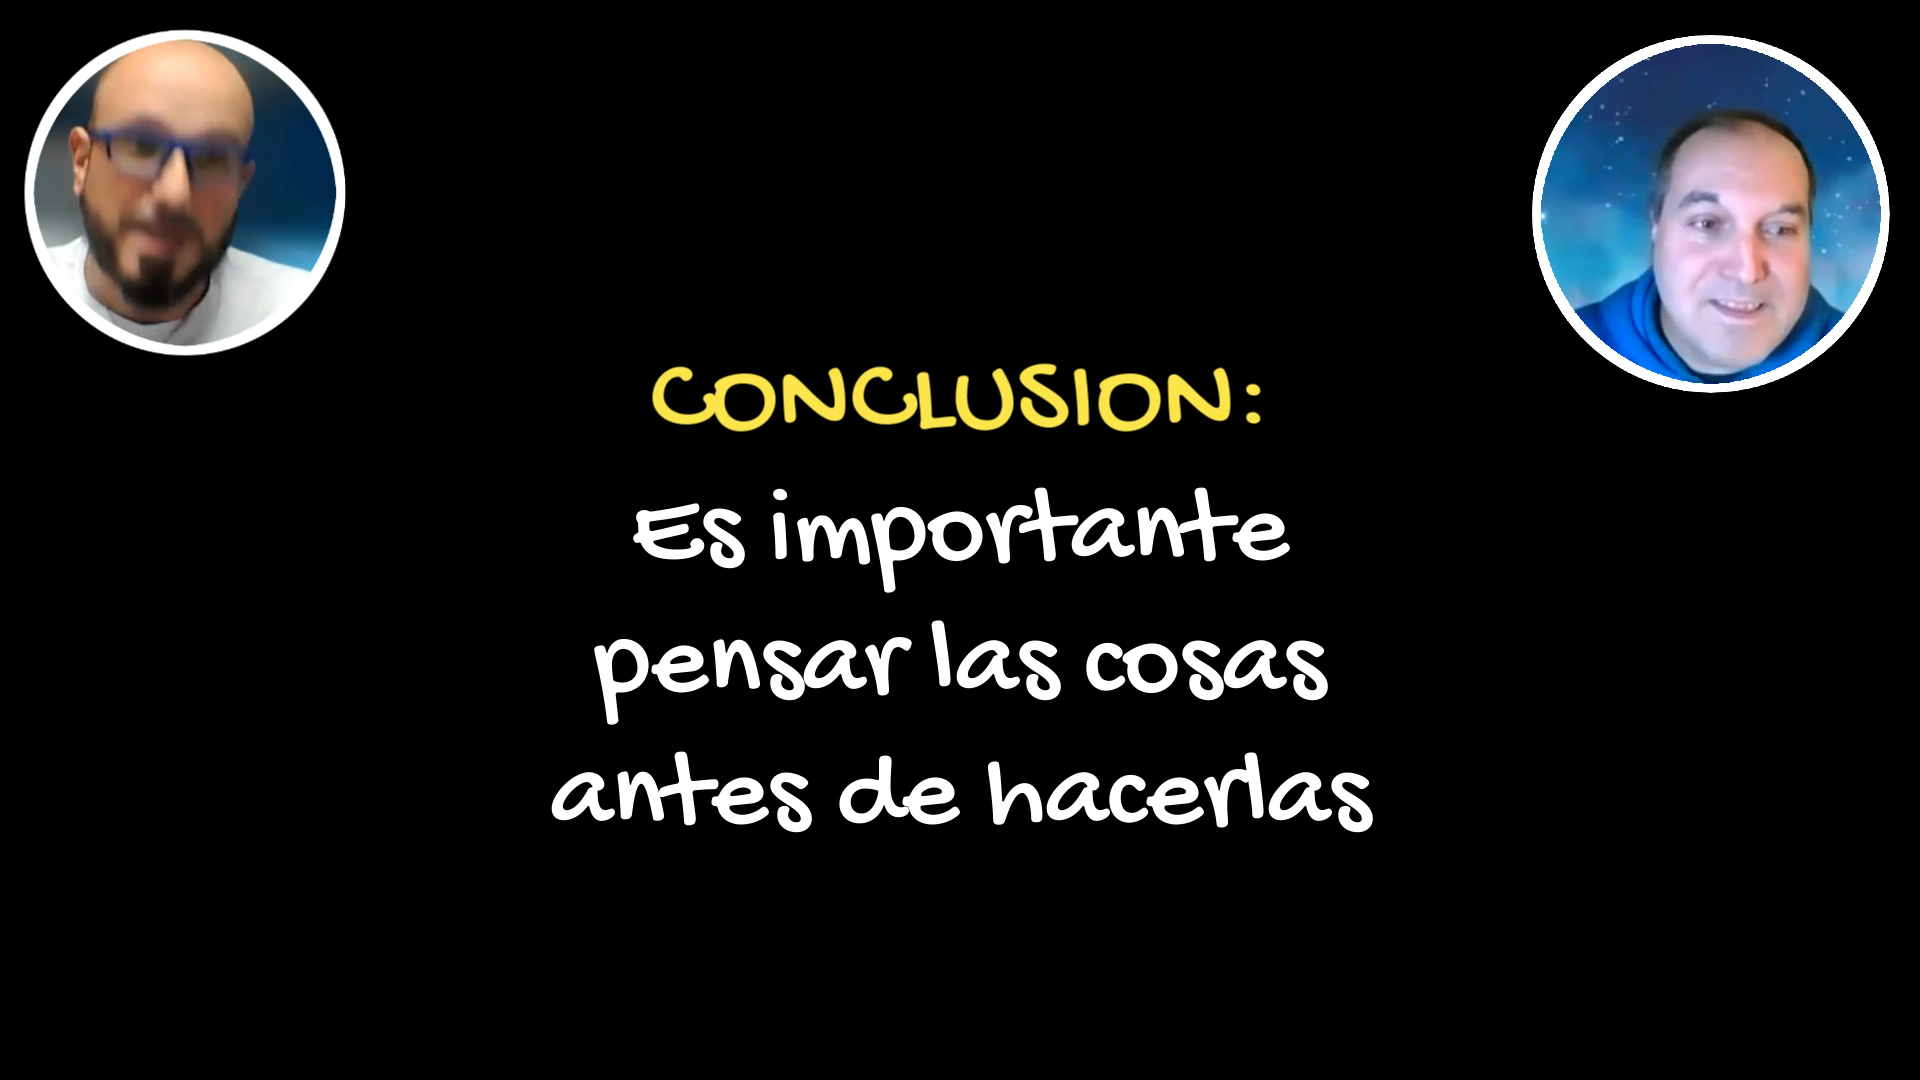 CONCLUSION:
Es importante
pensar las cosas
antes de hacerlas